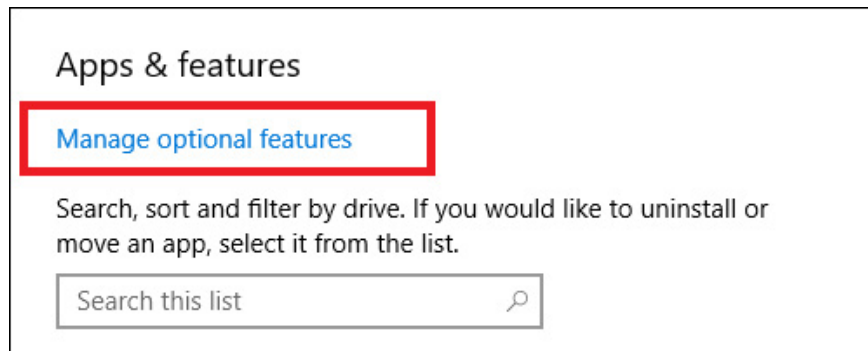 Apps & features
Manage optional features
Search, sort and filter by drive. If you would like to uninstall or
move an app, select it from the list.
Search this list